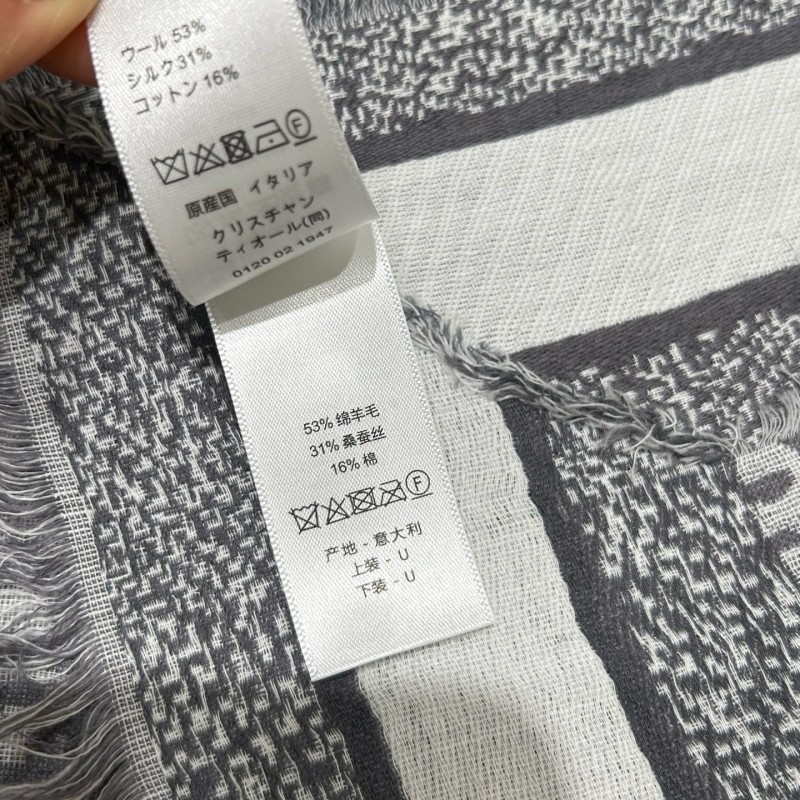 ウール 53%
シルク31%
コットン 16%
F
原産国 イタリア
クリスチャン
ティオール(同)
0120 02 1947
53% 绵羊毛
31% 桑蚕丝
16% 棉
F
产地 - 意大利
上装 - U
下装 - U